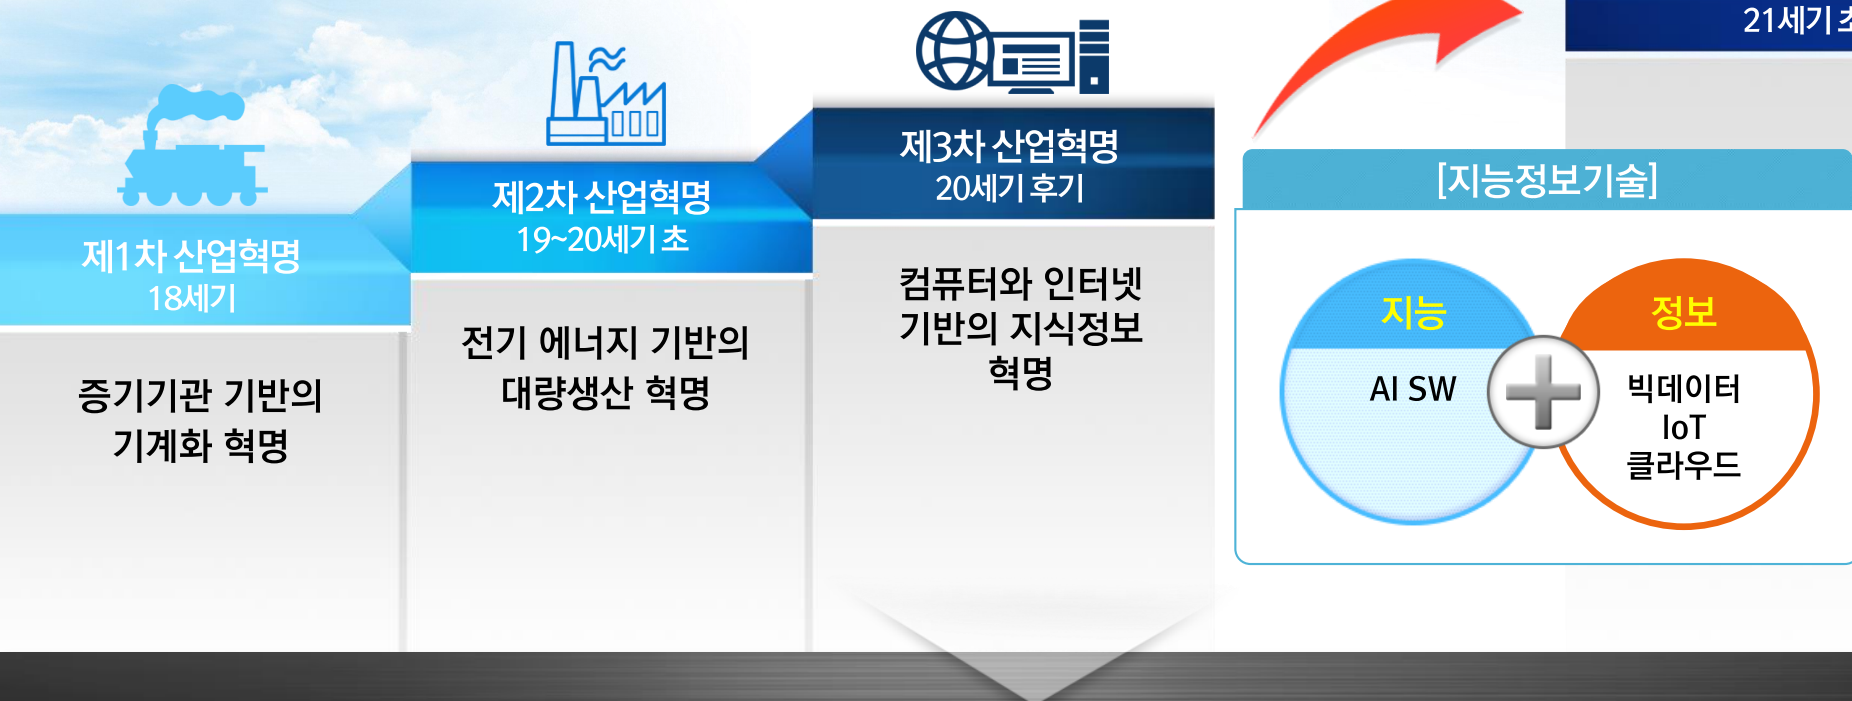 제1차 산업혁명
18세기
증기기관 기반의
기계화 혁명
제2차 산업혁명
19~20세기 초
전기 에너지 기반의
대량생산 혁명
제3차 산업혁명
20세기 후기
컴퓨터와 인터넷
기반의 지식정보
혁명
21세기 초
[지능정보기술]
지능
AI SW
정보
빅데이터
IoT
클라우드